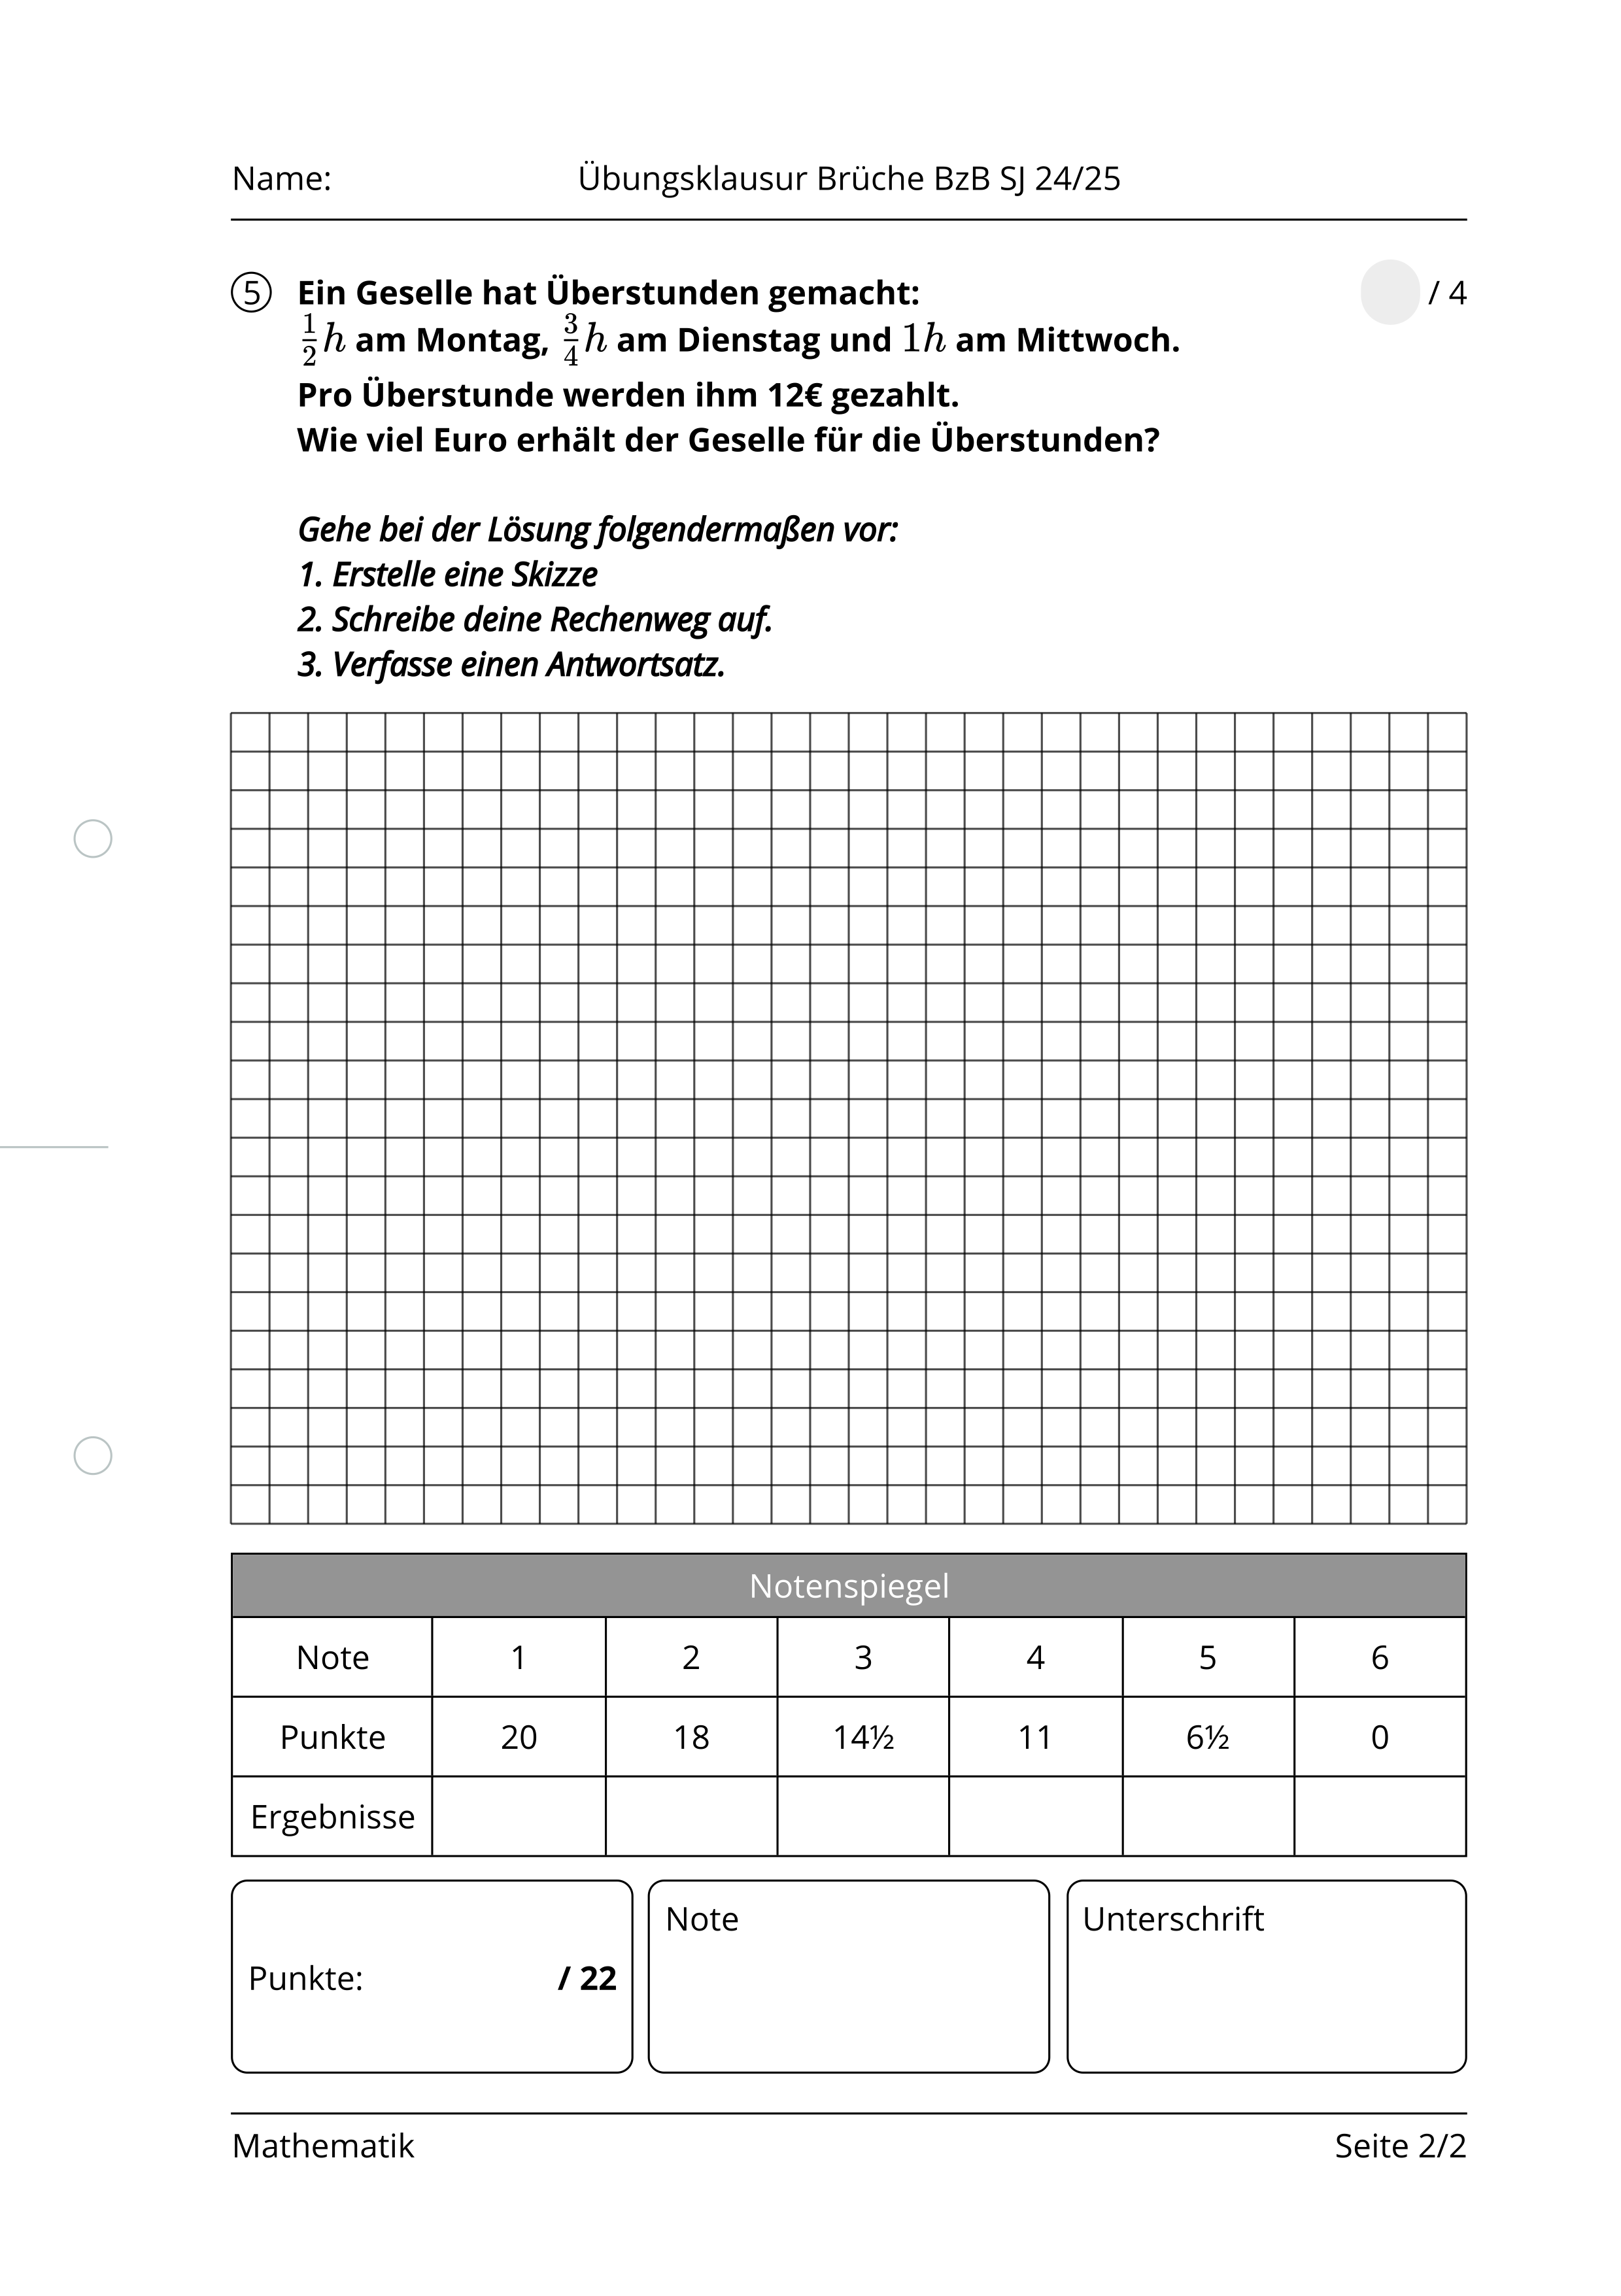 Name: Übungsklausur Brüche BzB SJ 24/25
5 Ein Geselle hat Überstunden gemacht: / 4
1/2 h am Montag, 3/4 h am Dienstag und 1h am Mittwoch.
Pro Überstunde werden ihm 12€ gezahlt.
Wie viel Euro erhält der Geselle für die Überstunden?
Gehe bei der Lösung folgendermaßen vor:
1. Erstelle eine Skizze
2. Schreibe deine Rechenweg auf.
3. Verfasse einen Antwortsatz.
Notenspiegel
Note 1 2 3 4 5 6
Punkte 20 18 14½ 11 6½ 0
Ergebnisse
Punkte: / 22
Note
Unterschrift
Mathematik Seite 2/2